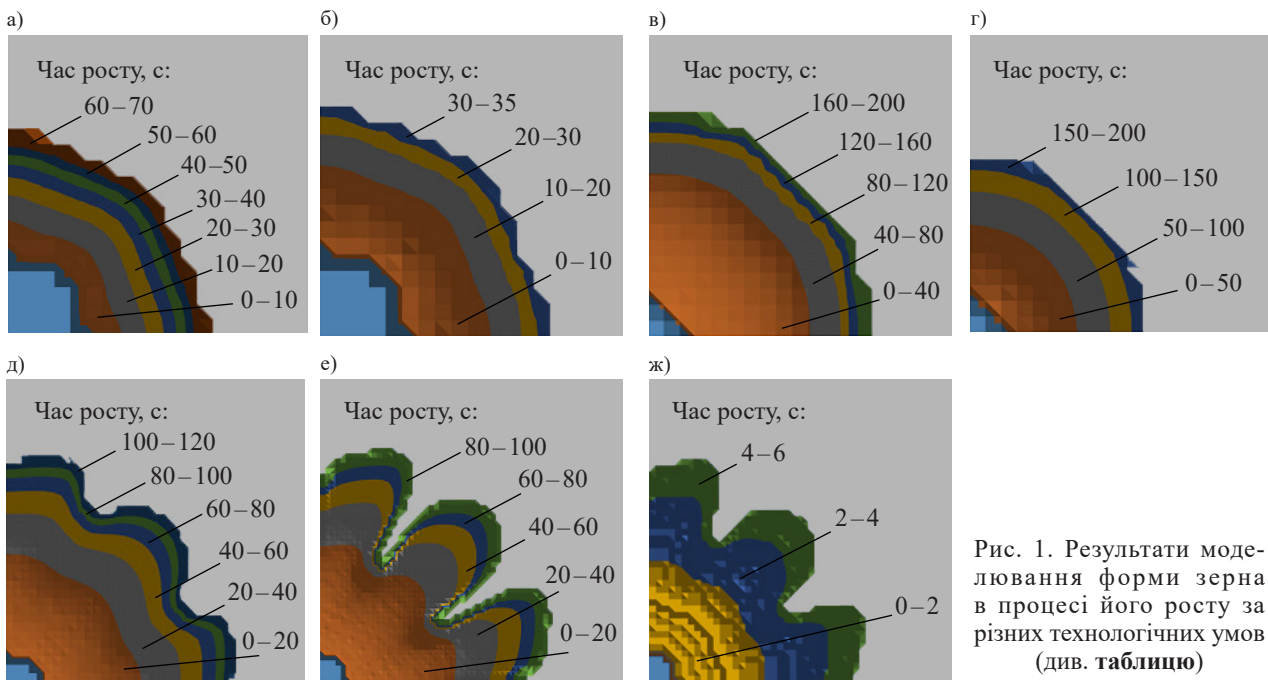 а)
Час росту, с:
60–70
50–60
40–50
30–40
20–30
10–20
0–10
б)
Час росту, с:
30–35
20–30
10–20
0–10
в)
Час росту, с:
160–200
120–160
80–120
40–80
0–40
г)
Час росту, с:
150–200
100–150
50–100
0–50
д)
Час росту, с:
100–120
80–100
60–80
40–60
20–40
0–20
е)
Час росту, с:
80–100
60–80
40–60
20–40
0–20
ж)
Час росту, с:
4–6
2–4
0–2
Рис. 1. Результати моде-
лювання форми зерна
в процесі його росту за
різних технологічних умов
(див. таблицю)